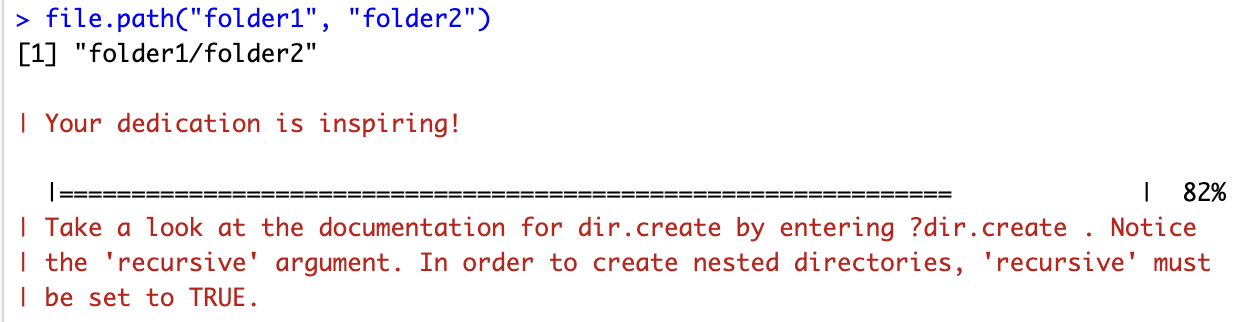 > file.path("folder1", "folder2")
[1] "folder1/folder2"
| Your dedication is inspiring!
|============================================================== | 82%
| Take a look at the documentation for dir.create by entering ?dir.create . Notice
| the 'recursive' argument. In order to create nested directories, 'recursive' must
| be set to TRUE.